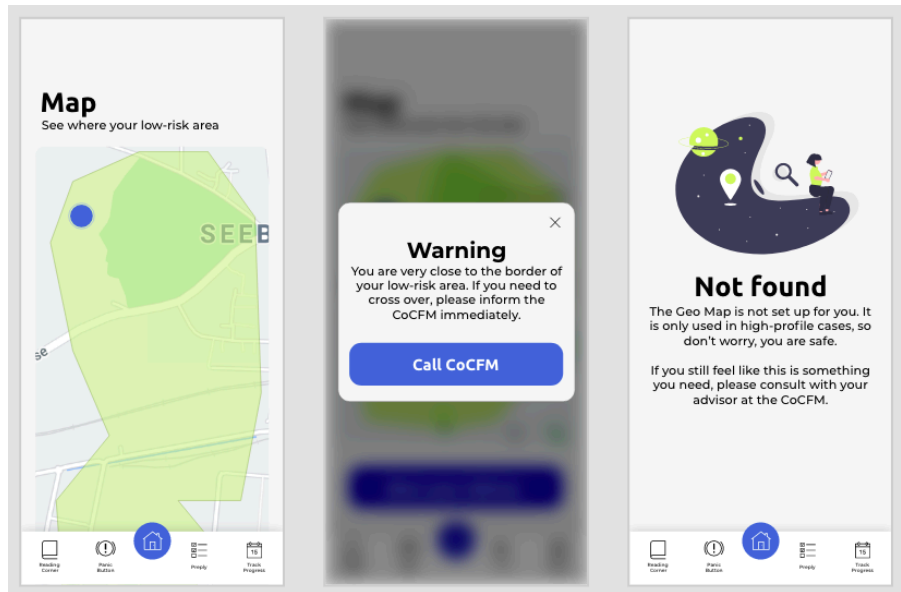 Map
See where your low-risk area
SEEB
se
Reading
Corner
Panic
Button
Preply
Track
Progress
15
Warning
You are very close to the border of
your low-risk area. If you need to
cross over, please inform the
CoCFM immediately.
Call CoCFM
Not found
The Geo Map is not set up for you. It
is only used in high-profile cases, so
don't worry, you are safe.
If you still feel like this is something
you need, please consult with your
advisor at the CoCFM.
Reading
Corner
Panic
Button
Preply
Track
Progress
15